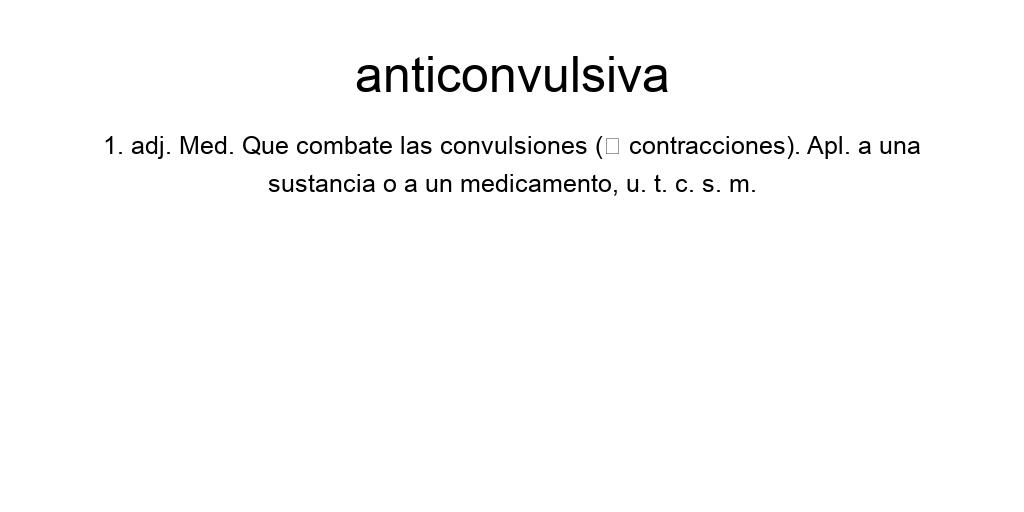 anticonvulsiva
1. adj. Med. Que combate las convulsiones (□ contracciones). Apl. a una
sustancia o a un medicamento, u. t. c. s. m.